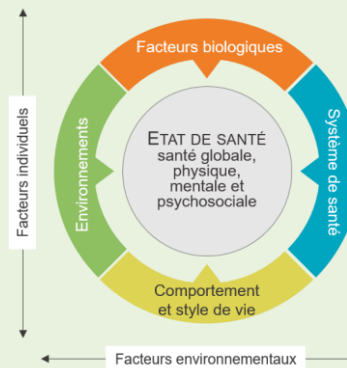 Facteurs biologiques
Facteurs individuels
Environnements
ETAT DE SANTÉ
santé globale,
physique,
mentale et
psychosociale
Système de santé
Comportement
et style de vie
Facteurs environnementaux